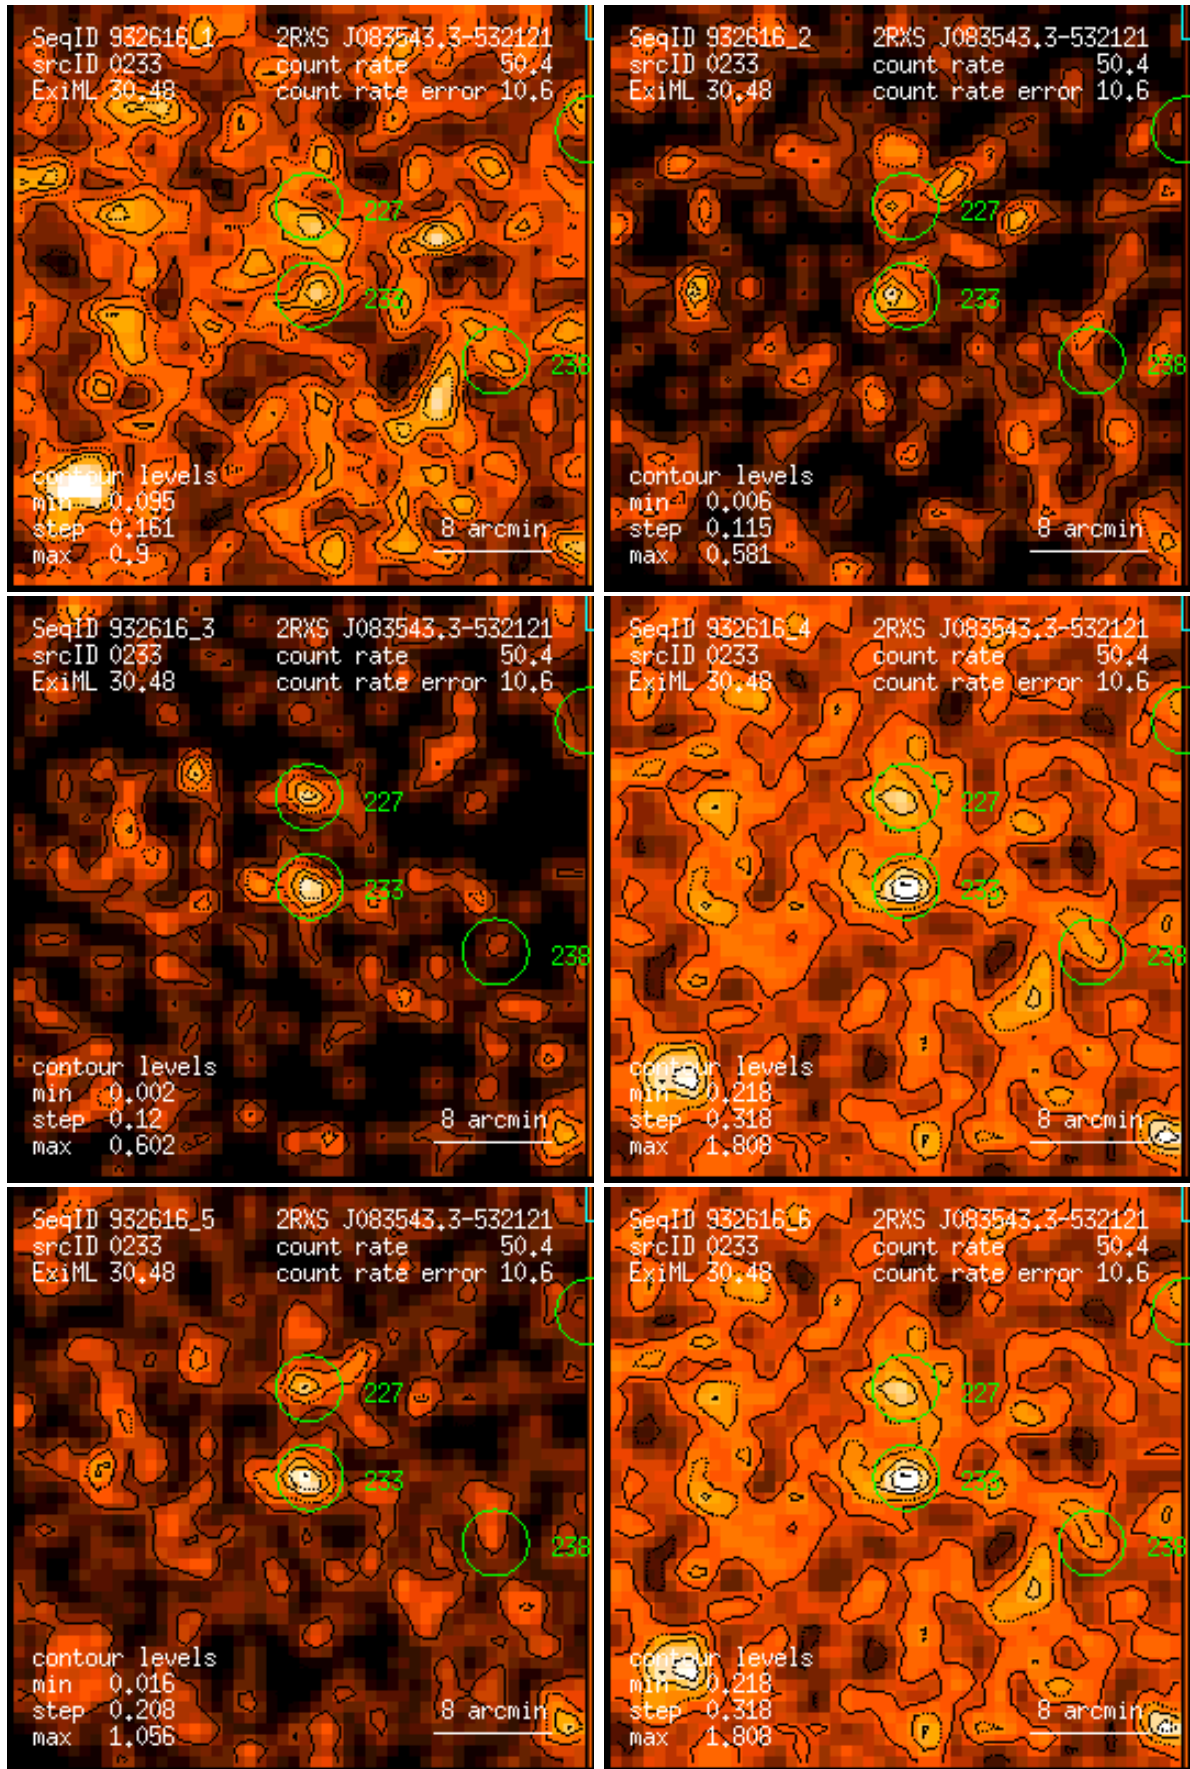 SeqID 932616_1 2RXS J083543.3-532121
srcID 0233 count rate 50.4
ExiML 30.48 count rate error 10.6
227
233
238
contour levels
min 0.095
step 0.161 8 arcmin
max 0.9
SeqID 932616_2 2RXS J083543.3-532121
srcID 0233 count rate 50.4
ExiML 30.48 count rate error 10.6
227
233
238
contour levels
min 0.006
step 0.115 8 arcmin
max 0.581
SeqID 932616_3 2RXS J083543.3-532121
srcID 0233 count rate 50.4
ExiML 30.48 count rate error 10.6
227
233
238
contour levels
min 0.002
step 0.12 8 arcmin
max 0.602
SeqID 932616_4 2RXS J083543.3-532121
srcID 0233 count rate 50.4
ExiML 30.48 count rate error 10.6
227
233
238
contour levels
min 0.218
step 0.318 8 arcmin
max 1.808
SeqID 932616_5 2RXS J083543.3-532121
srcID 0233 count rate 50.4
ExiML 30.48 count rate error 10.6
227
233
238
contour levels
min 0.016
step 0.208 8 arcmin
max 1.056
SeqID 932616_6 2RXS J083543.3-532121
srcID 0233 count rate 50.4
ExiML 30.48 count rate error 10.6
227
233
238
contour levels
min 0.218
step 0.318 8 arcmin
max 1.808